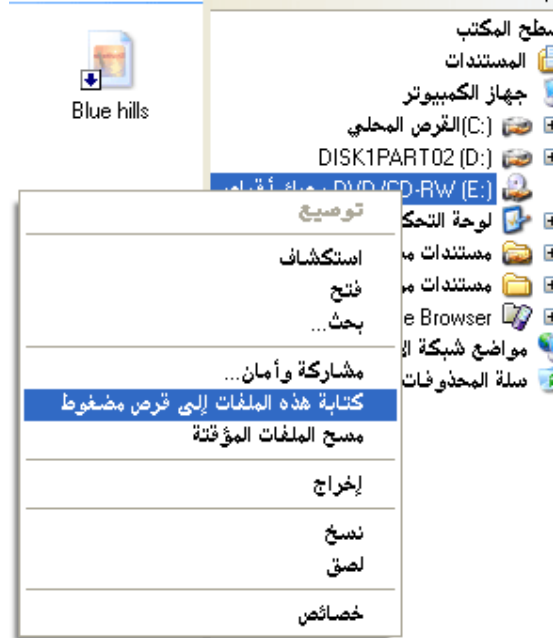 سطح المكتب
المستندات
جهاز الكمبيوتر
القرص المحلي (C:)
DISK1PART02 (D:)
DVD/CD-RW (E:)
لوحة التحكم
مستندات
مستندات
e Browser
مواضع شبكة
سلة المحذوفات
Blue hills
توصيع
استكشاف
فتح
بحث...
مشاركة وأمان...
كتابة هذه الملفات إلى قرص مضغوط
مسح الملفات المؤقتة
إخراج
نسخ
لصق
خصائص